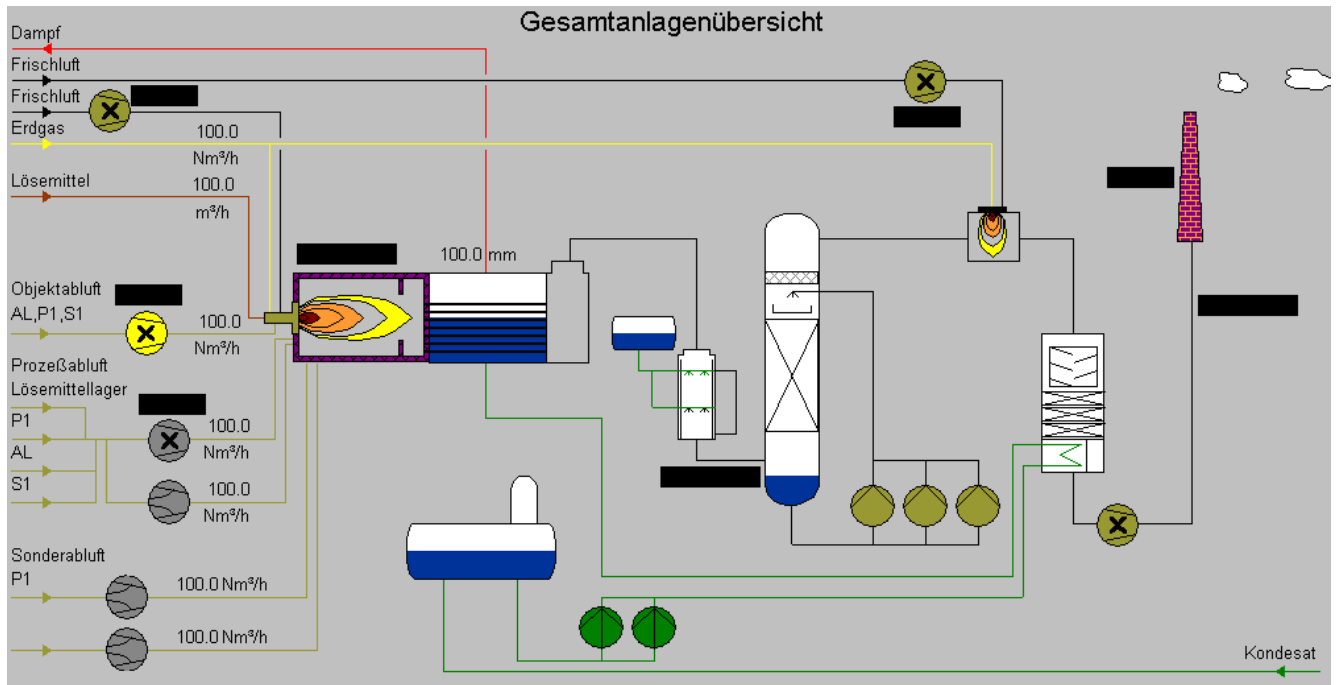 Gesamtanlagenübersicht
Dampf
Frischluft
Frischluft
Erdgas
100.0
Nm³/h
Lösemittel
100.0
m³/h
100.0 mm
Objektabluft
AL,P1,S1
100.0
Nm³/h
Prozeßabluft
Lösemittellager
P1
100.0
Nm³/h
AL
S1
100.0
Nm³/h
Sonderabluft
P1
100.0 Nm³/h
100.0 Nm³/h
Kondesat